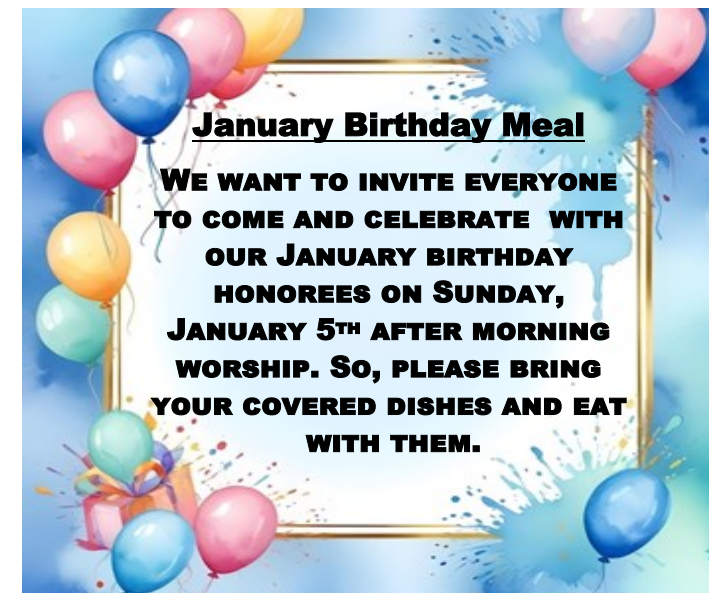 January Birthday Meal
We want to invite everyone
to come and celebrate with
our January birthday
honorees on Sunday,
January 5th after morning
worship. So, please bring
your covered dishes and eat
with them.